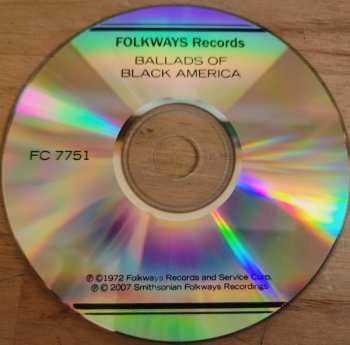 FOLKWAYS Records
BALLADS OF
BLACK AMERICA
FC 7751
℗ ©1972 Folkways Records and Service Corp.
℗ © 2007 Smithsonian Folkways Recordings